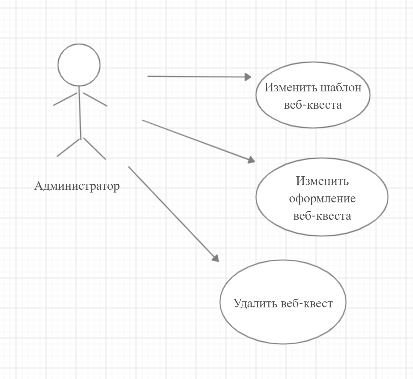 Изменить шаблон
веб-квеста
Администратор
Изменить
оформление
веб-квеста
Удалить веб-квест